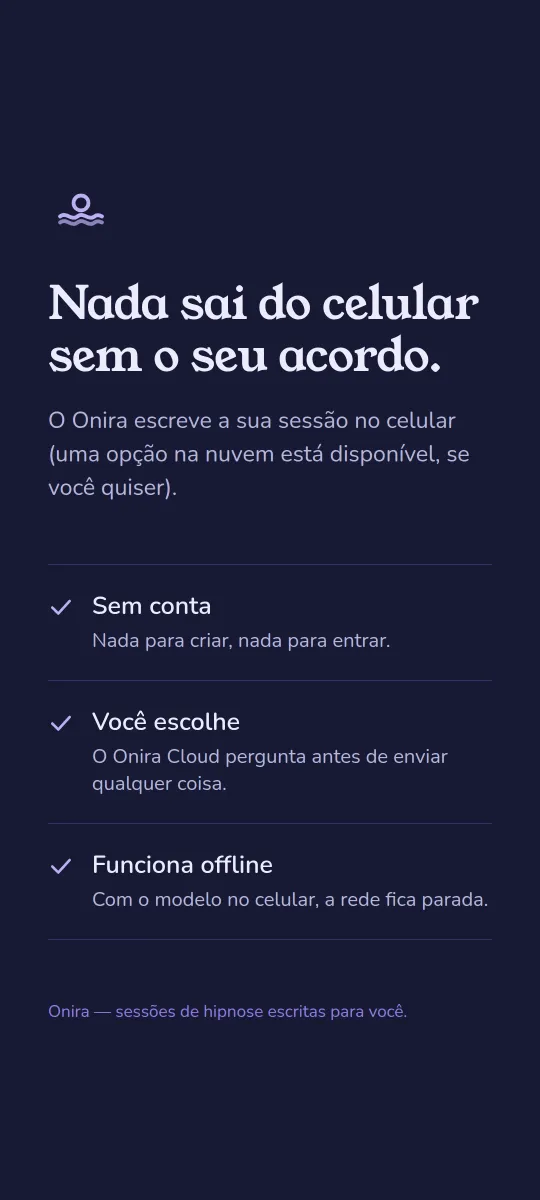 Nada sai do celular
sem o seu acordo.
O Onira escreve a sua sessão no celular
(uma opção na nuvem está disponível, se
você quiser).
Sem conta
Nada para criar, nada para entrar.
Você escolhe
O Onira Cloud pergunta antes de enviar
qualquer coisa.
Funciona offline
Com o modelo no celular, a rede fica parada.
Onira — sessões de hipnose escritas para você.